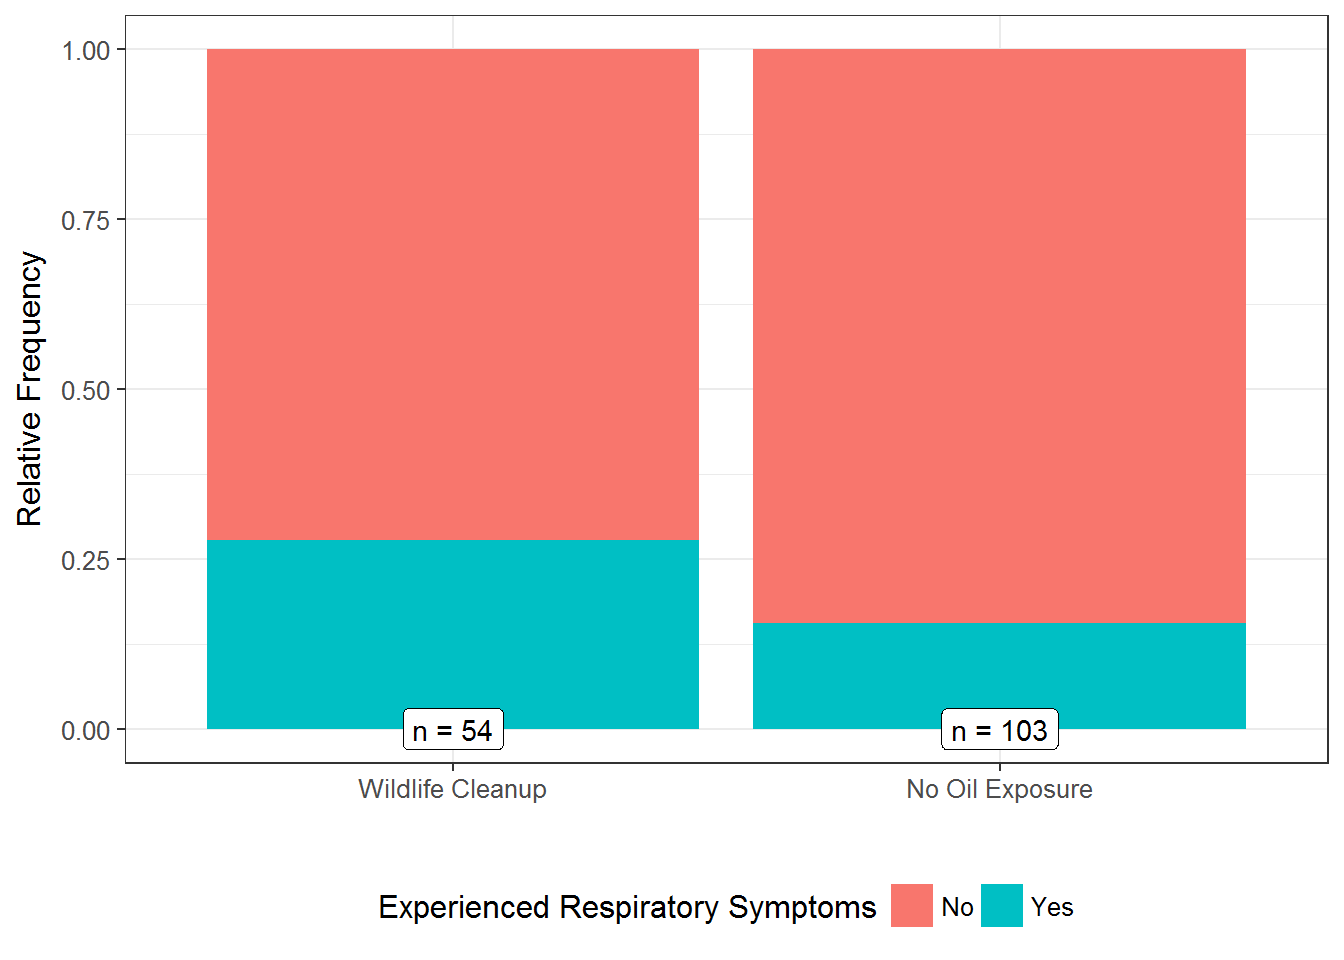 Relative Frequency
1.00
0.75
0.50
0.25
0.00
n = 54
n = 103
Wildlife Cleanup
No Oil Exposure
Experienced Respiratory Symptoms No Yes